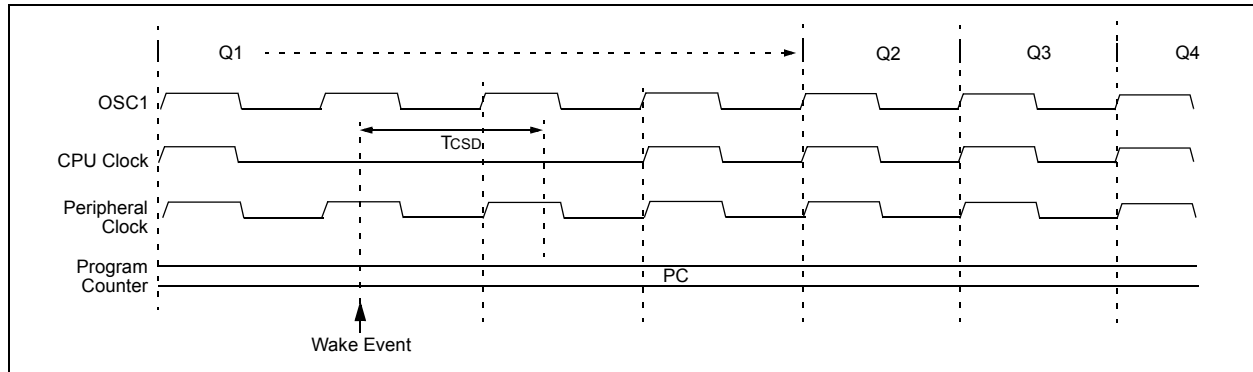 Q1
Q2
Q3
Q4
OSC1
TCSD
CPU Clock
Peripheral
Clock
Program
Counter
PC
Wake Event